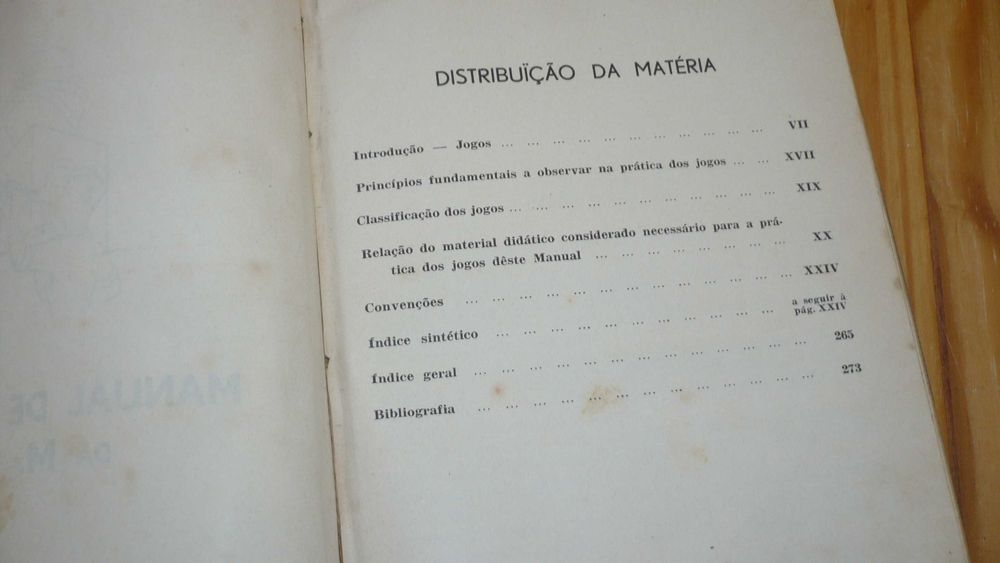 DISTRIBUÏÇÃO DA MATÉRIA
Introdução — Jogos ... ... ... ... ... ... ... ... ... ... VII
Princípios fundamentais a observar na prática dos jogos ... ... XVII
Classificação dos jogos ... ... ... ... ... ... ... ... ... ... XIX
Relação do material didático considerado necessário para a prá-
tica dos jogos dêste Manual ... ... ... ... ... ... ... ... XX
Convenções ... ... ... ... ... ... ... ... ... ... ... ... ... XXIV
Índice sintético ... ... ... ... ... ... ... ... ... ... ... a seguir à
pág. XXIV
Índice geral ... ... ... ... ... ... ... ... ... ... ... ... ... 265
Bibliografia ... ... ... ... ... ... ... ... ... ... ... ... ... 273
MANUAL DE